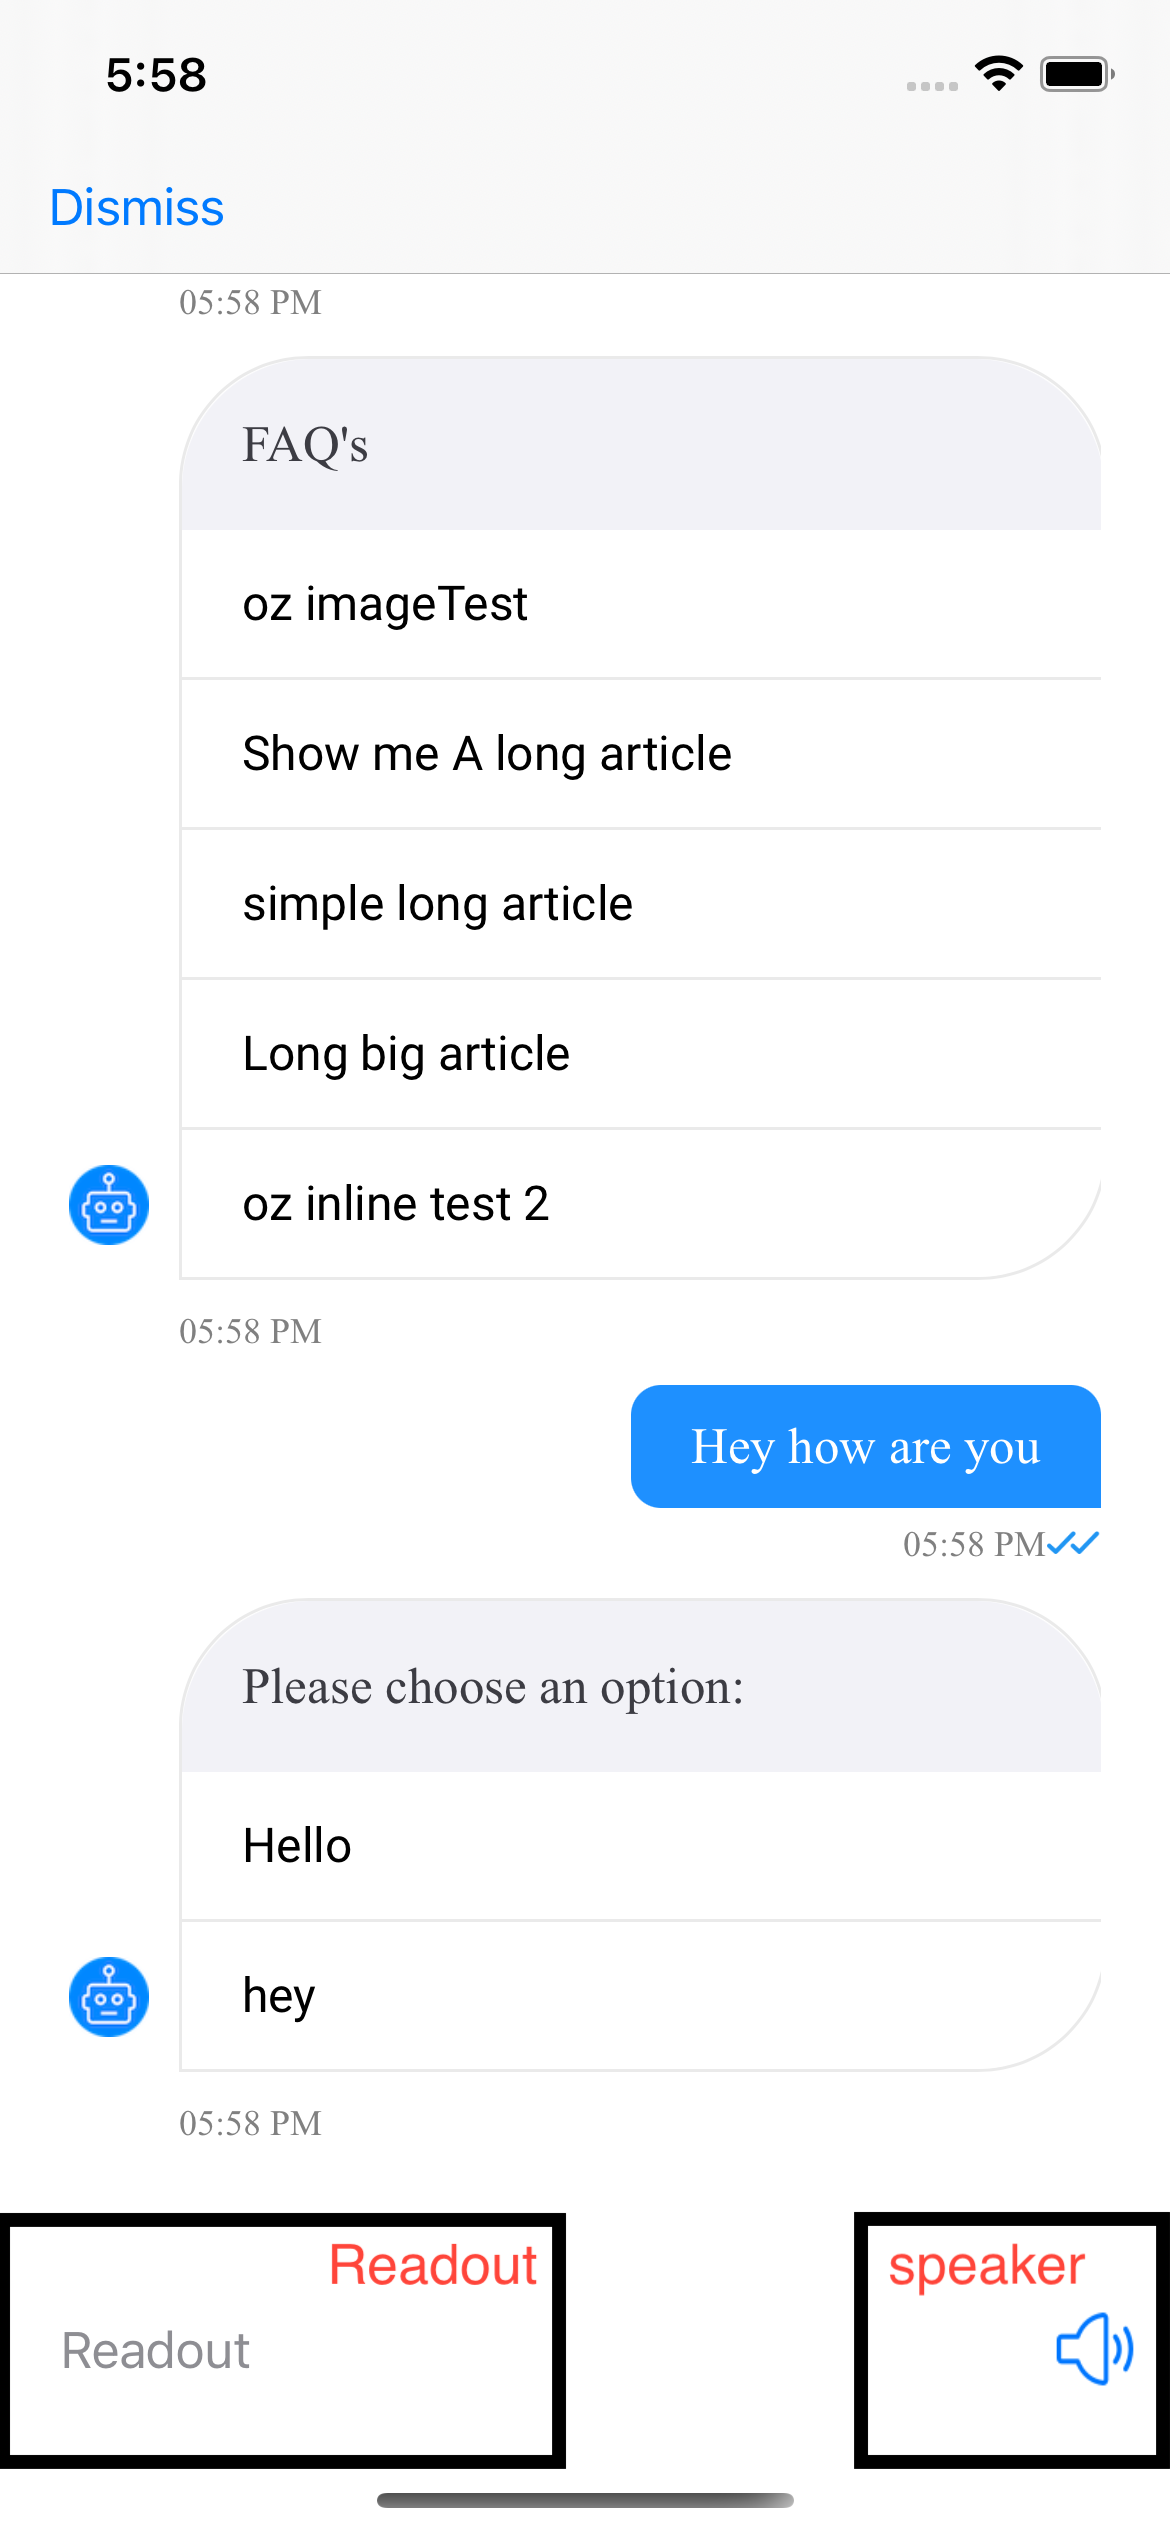 5:58
Dismiss
05:58 PM
FAQ's
oz imageTest
Show me A long article
simple long article
Long big article
oz inline test 2
05:58 PM
Hey how are you
05:58 PM
Please choose an option:
Hello
hey
05:58 PM
Readout
speaker
Readout